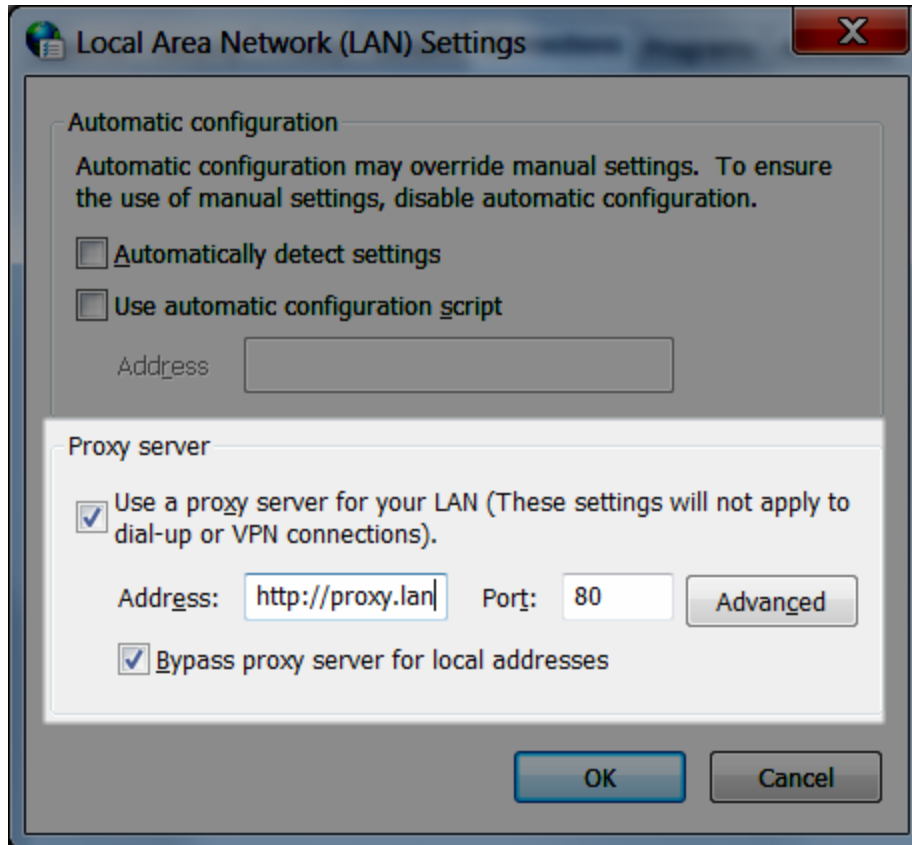 Local Area Network (LAN) Settings
Automatic configuration
Automatic configuration may override manual settings. To ensure
the use of manual settings, disable automatic configuration.
Automatically detect settings
Use automatic configuration script
Address
Proxy server
Use a proxy server for your LAN (These settings will not apply to
dial-up or VPN connections).
Address: http://proxy.lan Port: 80 Advanced
Bypass proxy server for local addresses
OK Cancel